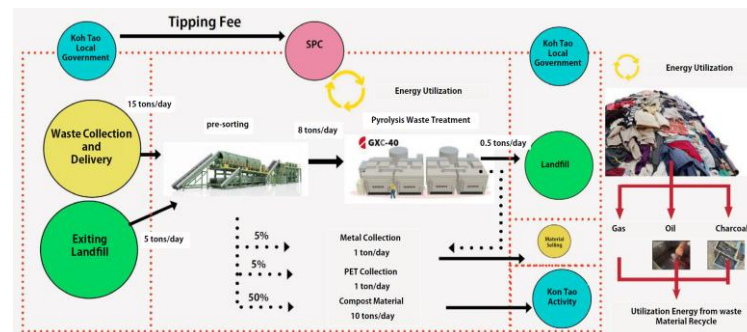 Tipping Fee
Koh Tao
Local
Government
SPC
Koh Tao
Local
Government
Energy Utilization
Energy Utilization
15 tons/day
Waste Collection
and
Delivery
pre-sorting
8 tons/day
Pyrolysis Waste Treatment
GXC-40
0.5 tons/day
Landfill
Exiting
Landfill
5 tons/day
5%
Metal Collection
1 ton/day
5%
PET Collection
1 ton/day
50%
Compost Material
10 tons/day
Material
Selling
Kon Tao
Activity
Gas
Oil
Charcoal
Utilization Energy from waste
Material Recycle